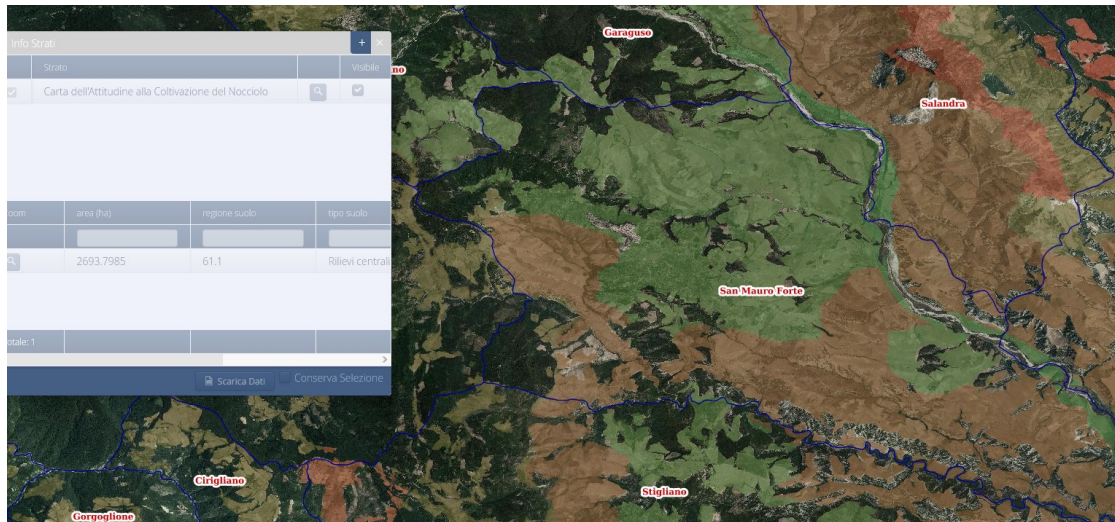 Info Strati + ×
Strato Visibile
Carta dell'Attitudine alla Coltivazione del Nocciolo
area (ha) regione suolo tipo suolo
2693,7985 61.1 Rilievi centrali
otale: 1
Scarica Dati Conserva Selezione
no
Garaguso
Salandra
San Mauro Forte
Cirigliano
Stigliano
Gorgoglione